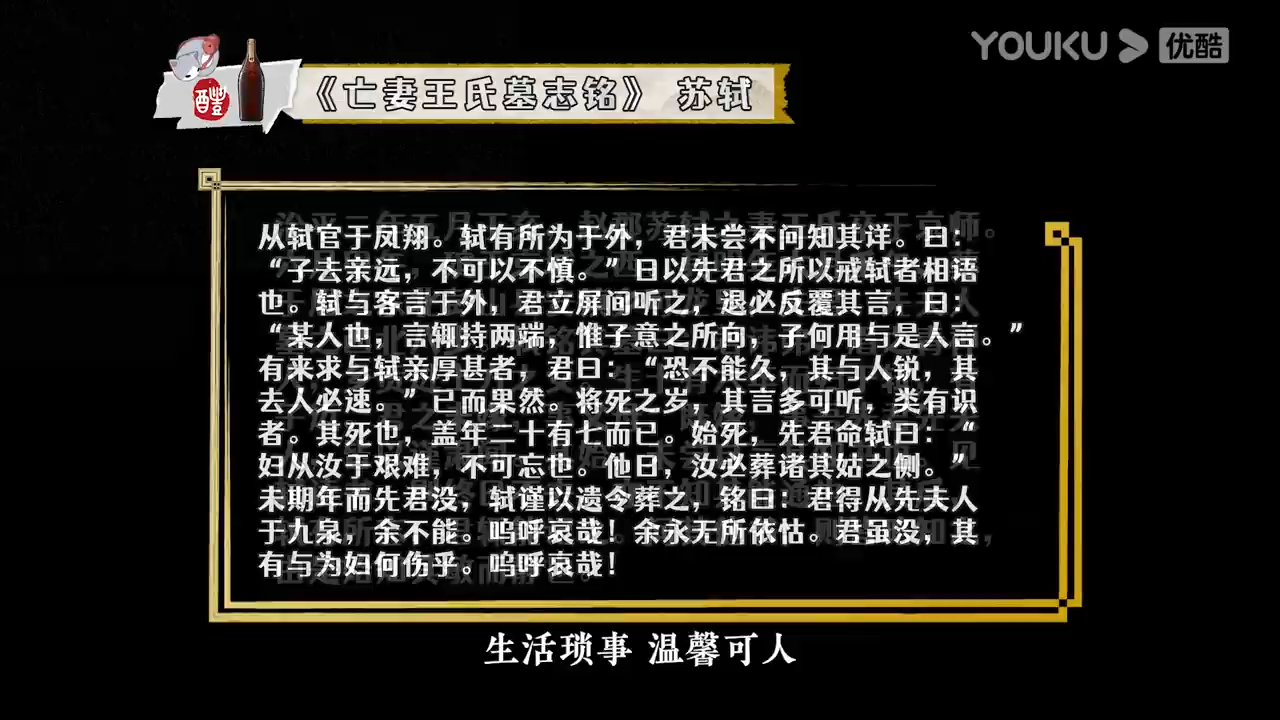 YOUKU 优酷
醴
《亡妻王氏墓志铭》 苏轼
从轼官于凤翔。轼有所为于外，君未尝不问知其详。曰：
“子去亲远，不可以不慎。”日以先君之所以戒轼者相语
也。轼与客言于外，君立屏间听之，退必反覆其言，曰：
“某人也，言辄持两端，惟子意之所向，子何用与是人言。”
有来求与轼亲厚甚者，君曰：“恐不能久，其与人锐，其
去人必速。”已而果然。将死之岁，其言多可听，类有识
者。其死也，盖年二十有七而已。始死，先君命轼曰：“
妇从汝于艰难，不可忘也。他日，汝必葬诸其姑之侧。”
未期年而先君没，轼谨以遗令葬之，铭曰：君得从先夫人
于九泉，余不能。呜呼哀哉！余永无所依怙。君虽没，其
有与为妇何伤乎。呜呼哀哉！
生活琐事 温馨可人